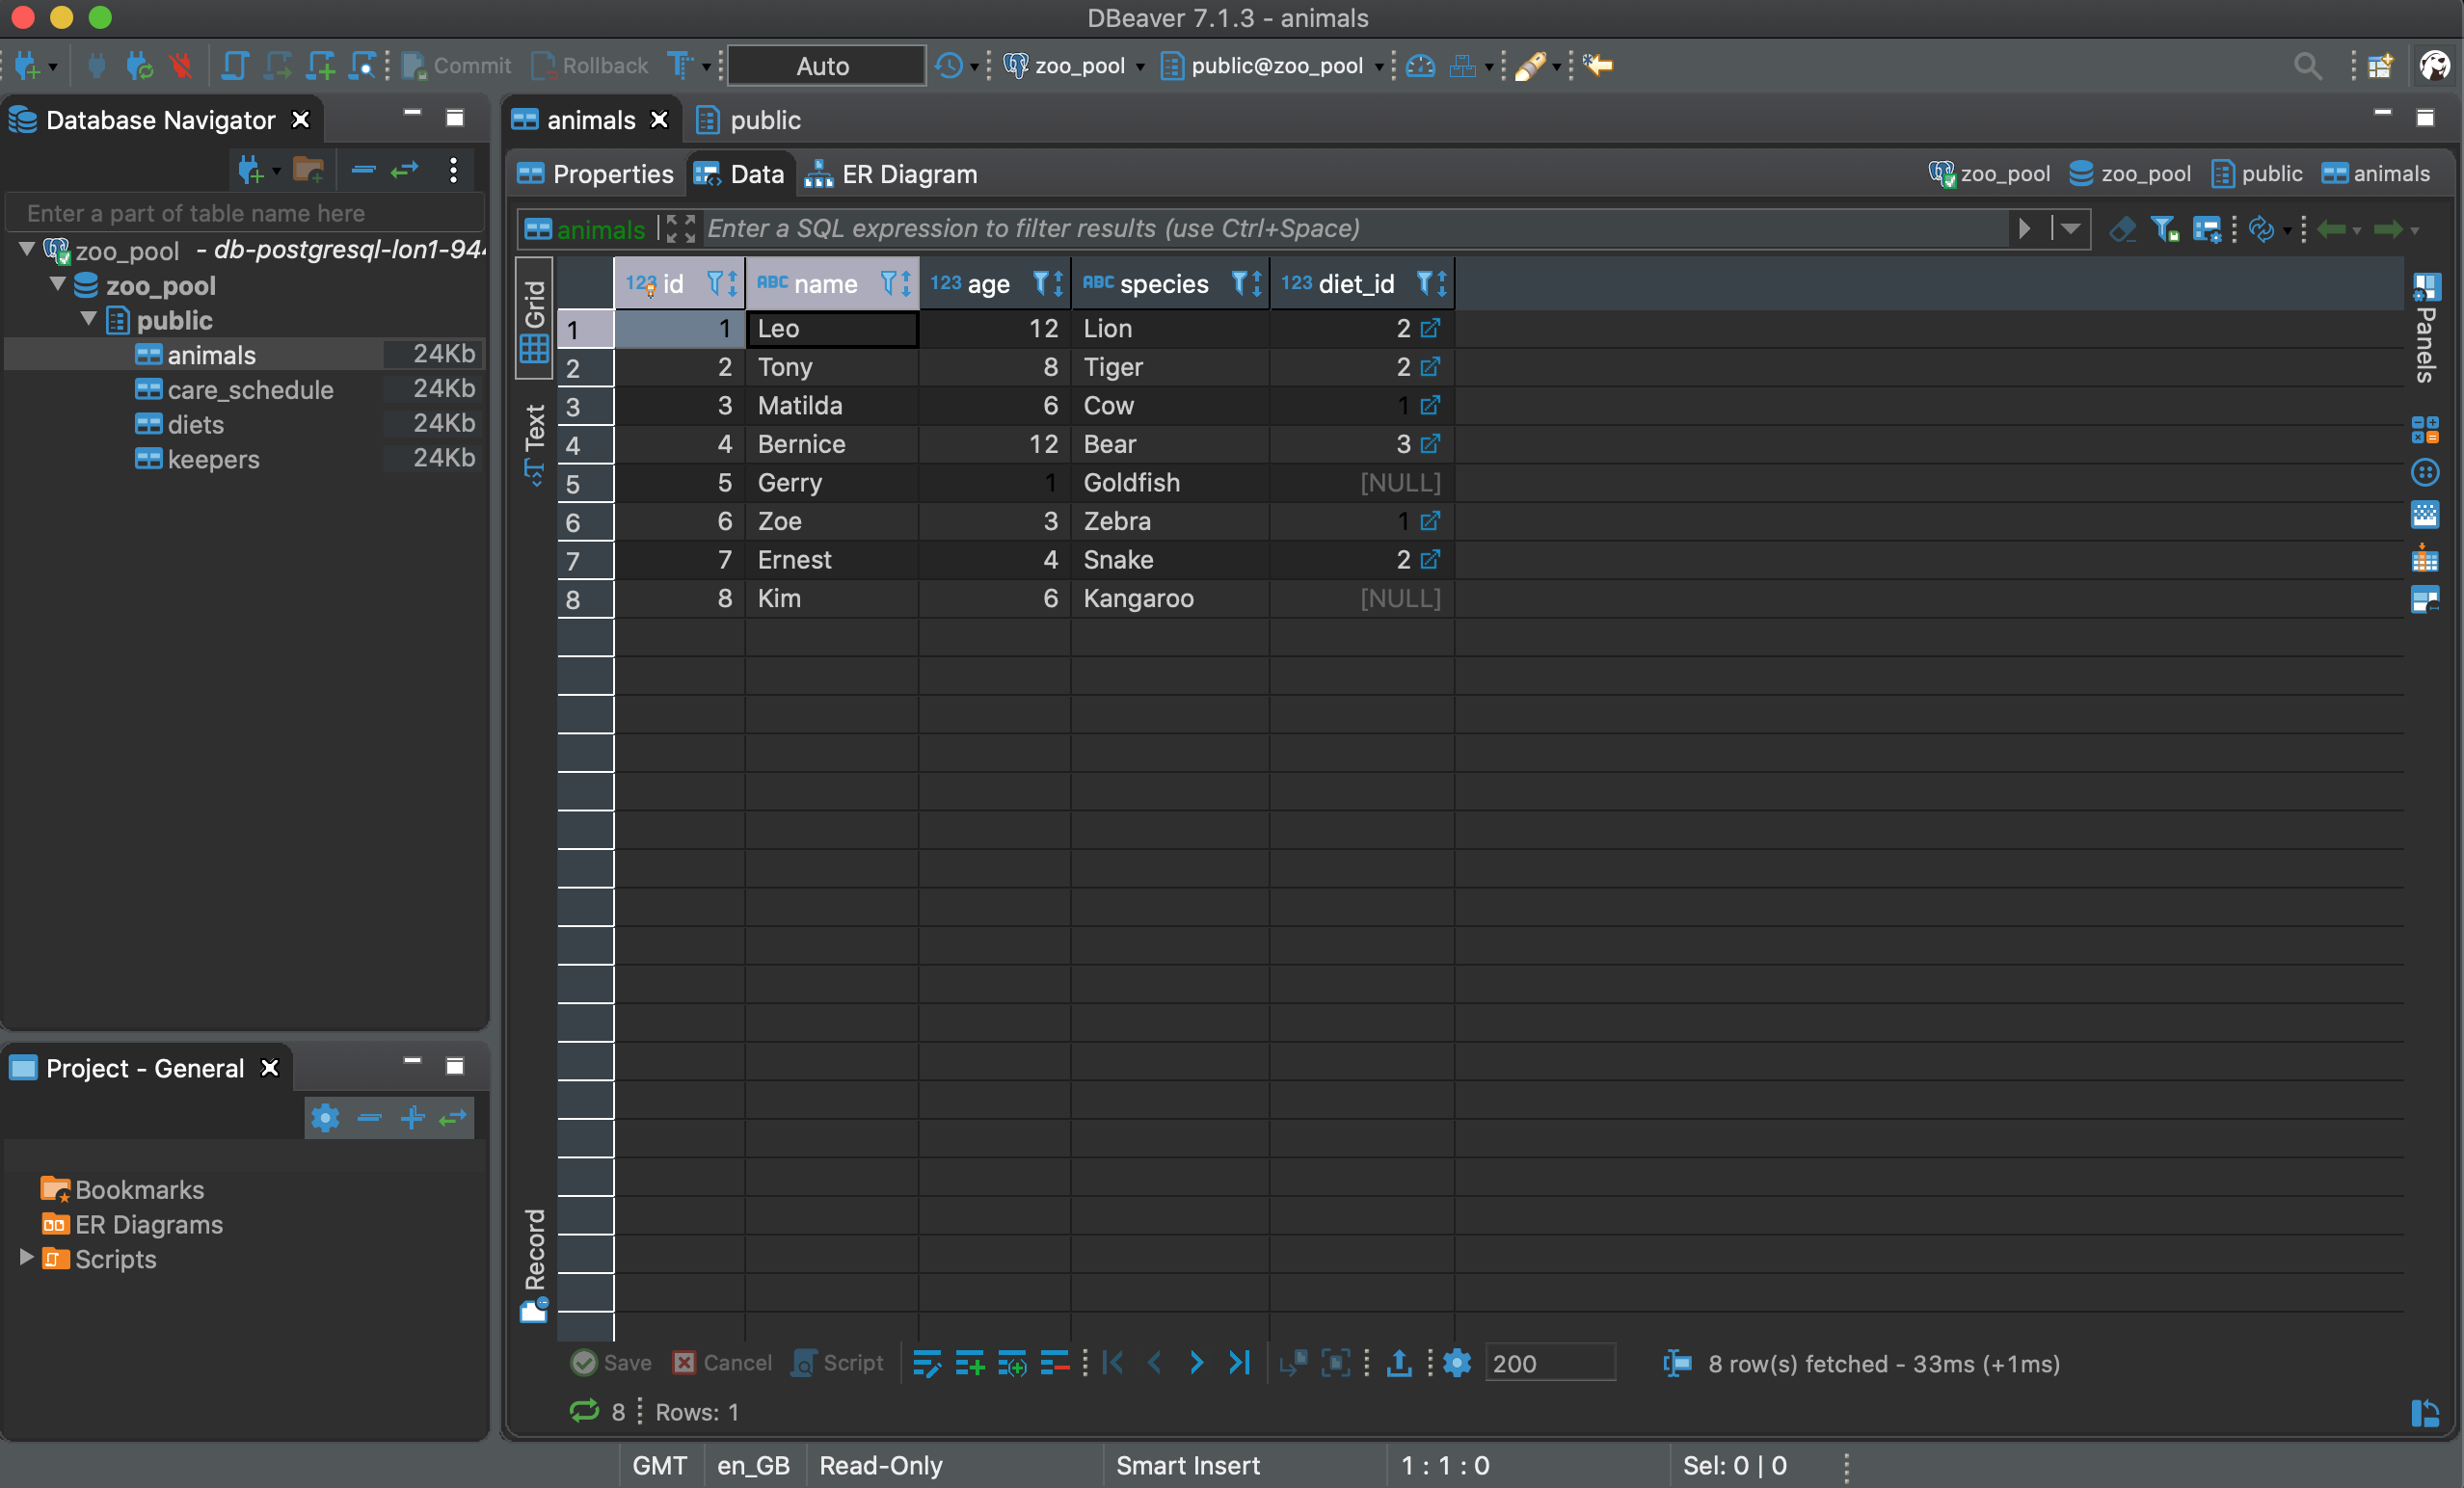 DBeaver 7.1.3 - animals
Commit Rollback Auto zoo_pool public@zoo_pool
Database Navigator
Enter a part of table name here
zoo_pool - db-postgresql-lon1-94
zoo_pool
public
animals 24Kb
care_schedule 24Kb
diets 24Kb
keepers 24Kb
Project - General
Bookmarks
ER Diagrams
Scripts
animals public
Properties Data ER Diagram zoo_pool zoo_pool public animals
animals Enter a SQL expression to filter results (use Ctrl+Space)
Grid
Text
Record
123 id ABC name 123 age ABC species 123 diet_id
1 1 Leo 12 Lion 2
2 2 Tony 8 Tiger 2
3 3 Matilda 6 Cow 1
4 4 Bernice 12 Bear 3
5 5 Gerry 1 Goldfish [NULL]
6 6 Zoe 3 Zebra 1
7 7 Ernest 4 Snake 2
8 8 Kim 6 Kangaroo [NULL]
Panels
Save Cancel Script 200 8 row(s) fetched - 33ms (+1ms)
8 Rows: 1
GMT en_GB Read-Only Smart Insert 1 : 1 : 0 Sel: 0 | 0